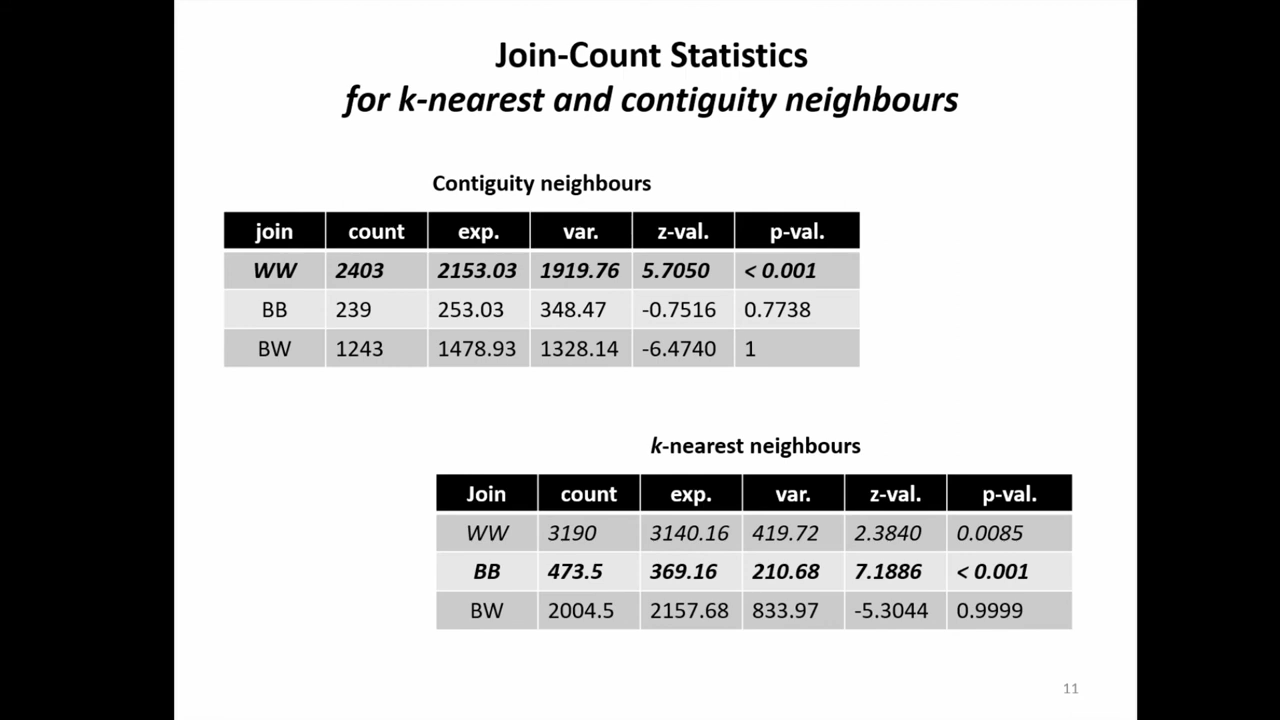 Join-Count Statistics
for k-nearest and contiguity neighbours
Contiguity neighbours
join count exp. var. z-val. p-val.
WW 2403 2153.03 1919.76 5.7050 < 0.001
BB 239 253.03 348.47 -0.7516 0.7738
BW 1243 1478.93 1328.14 -6.4740 1
k-nearest neighbours
Join count exp. var. z-val. p-val.
WW 3190 3140.16 419.72 2.3840 0.0085
BB 473.5 369.16 210.68 7.1886 < 0.001
BW 2004.5 2157.68 833.97 -5.3044 0.9999
11